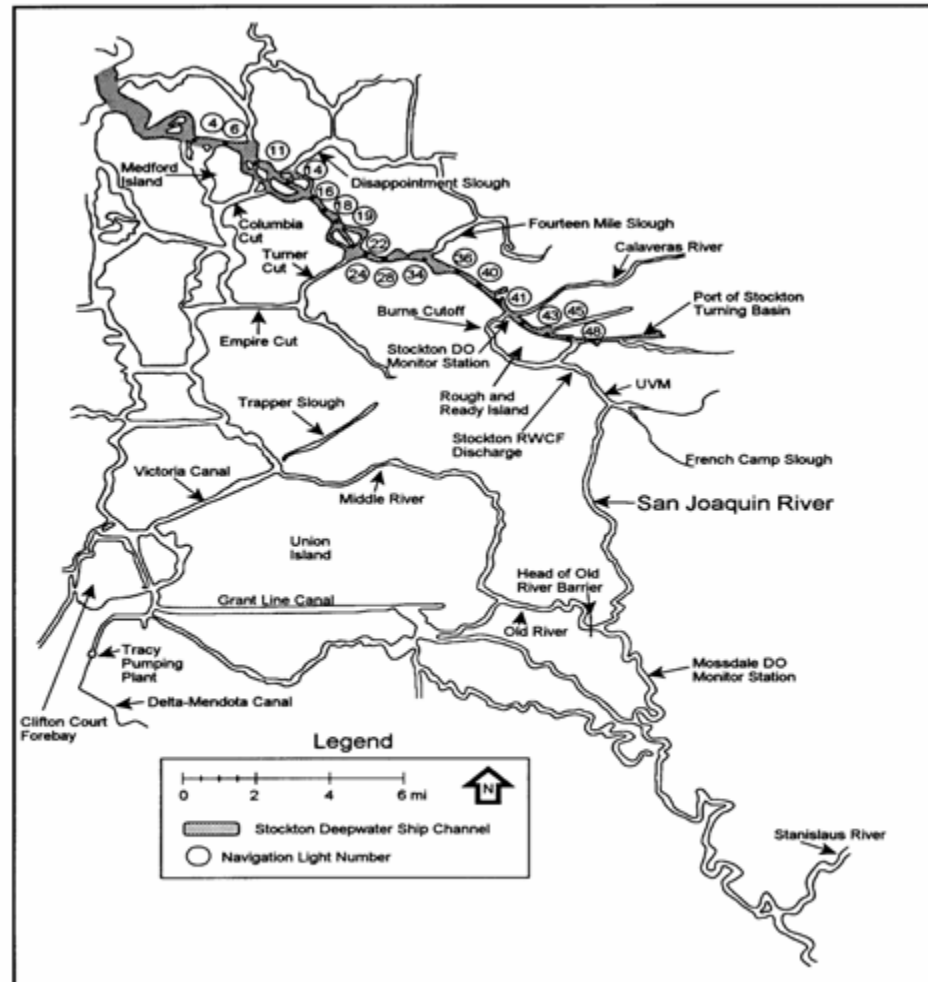 4
6
11
Medford
Island
14
Disappointment Slough
16
18
19
Columbia
Cut
Fourteen Mile Slough
22
Calaveras River
Turner
Cut
24
28
34
36
40
41
Burns Cutoff
43
45
48
Port of Stockton
Turning Basin
Empire Cut
Stockton DO
Monitor Station
Rough and
Ready Island
UVM
Trapper Slough
Stockton RWCF
Discharge
French Camp Slough
Victoria Canal
Middle River
San Joaquin River
Union
Island
Head of Old
River Barrier
Grant Line Canal
Old River
Tracy
Pumping
Plant
Mossdale DO
Monitor Station
Delta-Mendota Canal
Clifton Court
Forebay
Legend
0 2 4 6 mi
N
Stockton Deepwater Ship Channel
Navigation Light Number
Stanislaus River